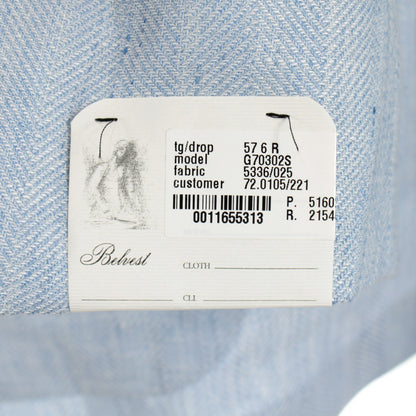 tg/drop 57 6 R
model G70302S
fabric 5336/025
customer 72.0105/221
P. 5160
0011655313 R. 2154
Belvest
CLOTH
CLI